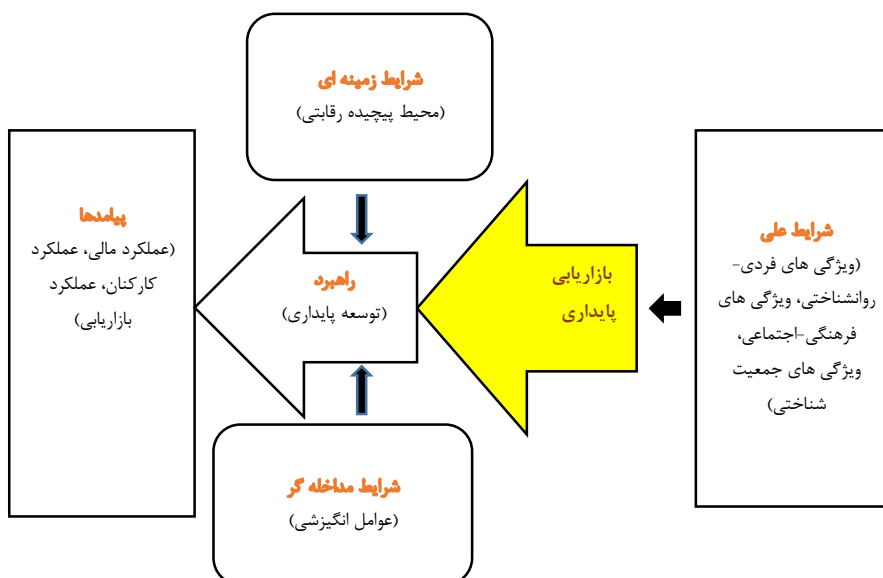 شرایط زمینه ای
(محیط پیچیده رقابتی)
شرایط علی
(ویژگی های فردی-
روانشناختی، ویژگی های
فرهنگی-اجتماعی،
ویژگی های جمعیت
شناختی)
بازاریابی
پایداری
راهبرد
(توسعه پایداری)
پیامدها
(عملکرد مالی، عملکرد
کارکنان، عملکرد
بازاریابی)
شرایط مداخله گر
(عوامل انگیزشی)